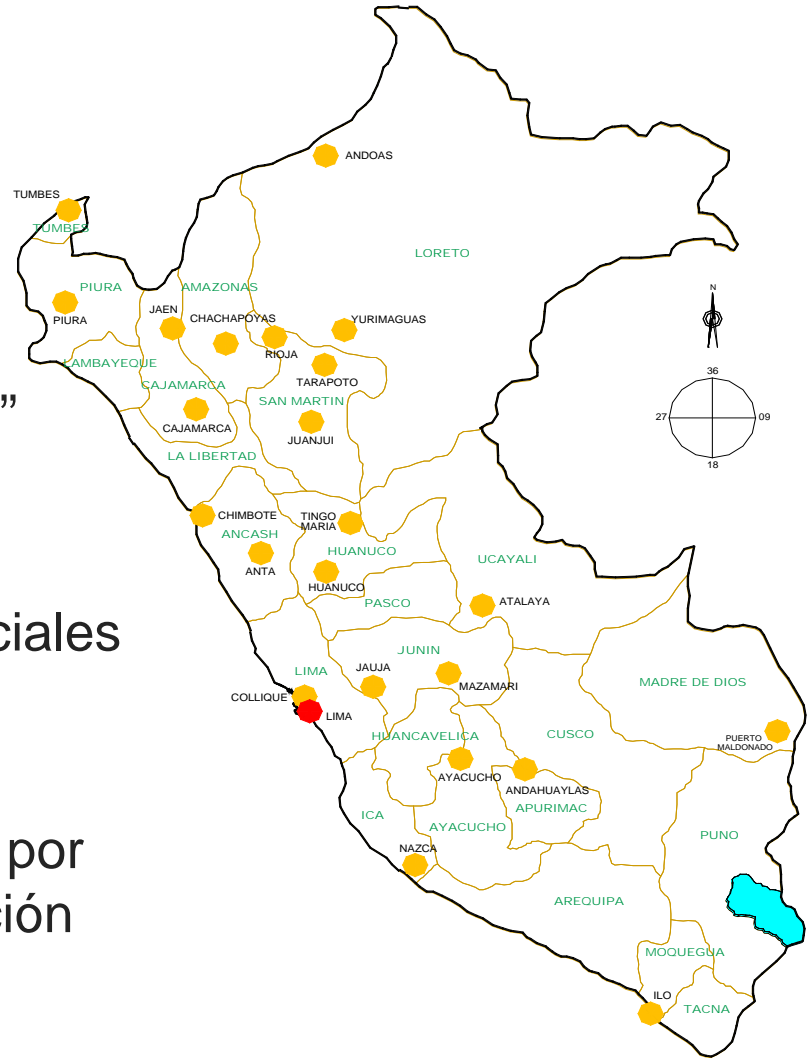 ANDOAS
TUMBES
TUMBES
LORETO
PIURA
AMAZONAS
PIURA
JAEN
CHACHAPOYAS
RIOJA
YURIMAGUAS
N
LAMBAYEQUE
TARAPOTO
36
CAJAMARCA
SAN MARTIN
”
27
09
CAJAMARCA
JUANJUI
18
LA LIBERTAD
CHIMBOTE
TINGO
MARIA
ANCASH
HUANUCO
UCAYALI
ANTA
HUANUCO
PASCO
ATALAYA
ciales
JUNIN
LIMA
JAUJA
MAZAMARI
MADRE DE DIOS
COLLIQUE
LIMA
HUANCAVELICA
CUSCO
PUERTO
MALDONADO
AYACUCHO
ANDAHUAYLAS
APURIMAC
ICA
AYACUCHO
PUNO
por
NAZCA
ción
AREQUIPA
MOQUEGUA
ILO
TACNA